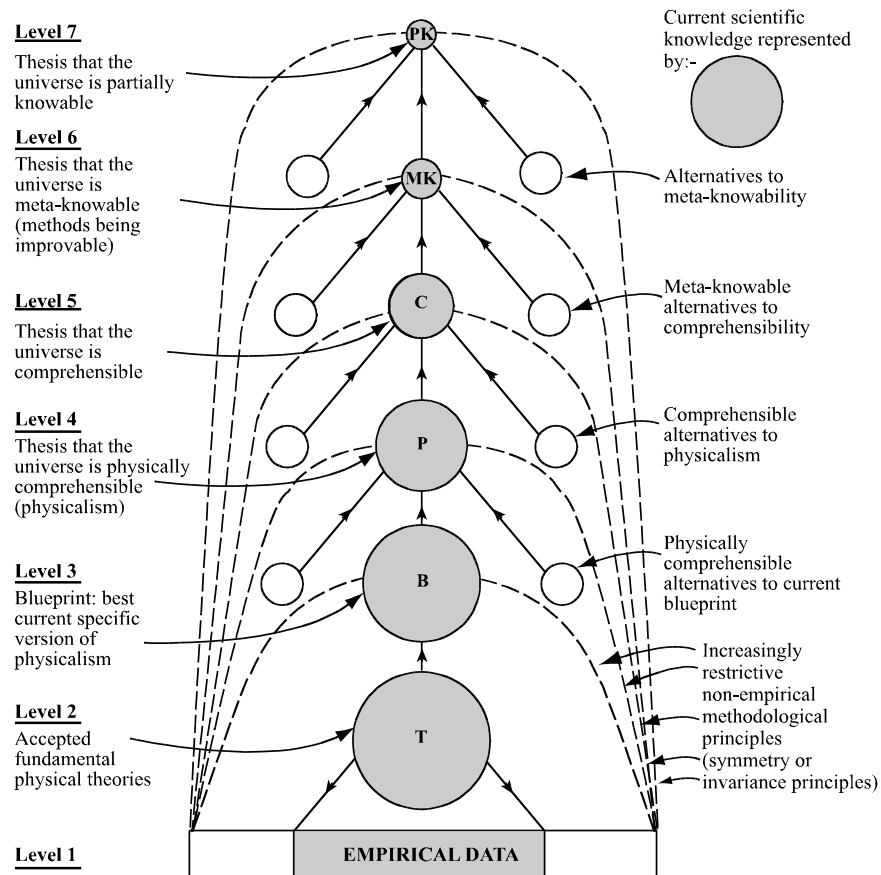 Level 7
Thesis that the
universe is partially
knowable
Level 6
Thesis that the
universe is
meta-knowable
(methods being
improvable)
Level 5
Thesis that the
universe is
comprehensible
Level 4
Thesis that the
universe is physically
comprehensible
(physicalism)
Level 3
Blueprint: best
current specific
version of
physicalism
Level 2
Accepted
fundamental
physical theories
Level 1
PK
MK
C
P
B
T
EMPIRICAL DATA
Current scientific
knowledge represented
by:-
Alternatives to
meta-knowability
Meta-knowable
alternatives to
comprehensibility
Comprehensible
alternatives to
physicalism
Physically
comprehensible
alternatives to current
blueprint
Increasingly
restrictive
non-empirical
methodological
principles
(symmetry or
invariance principles)